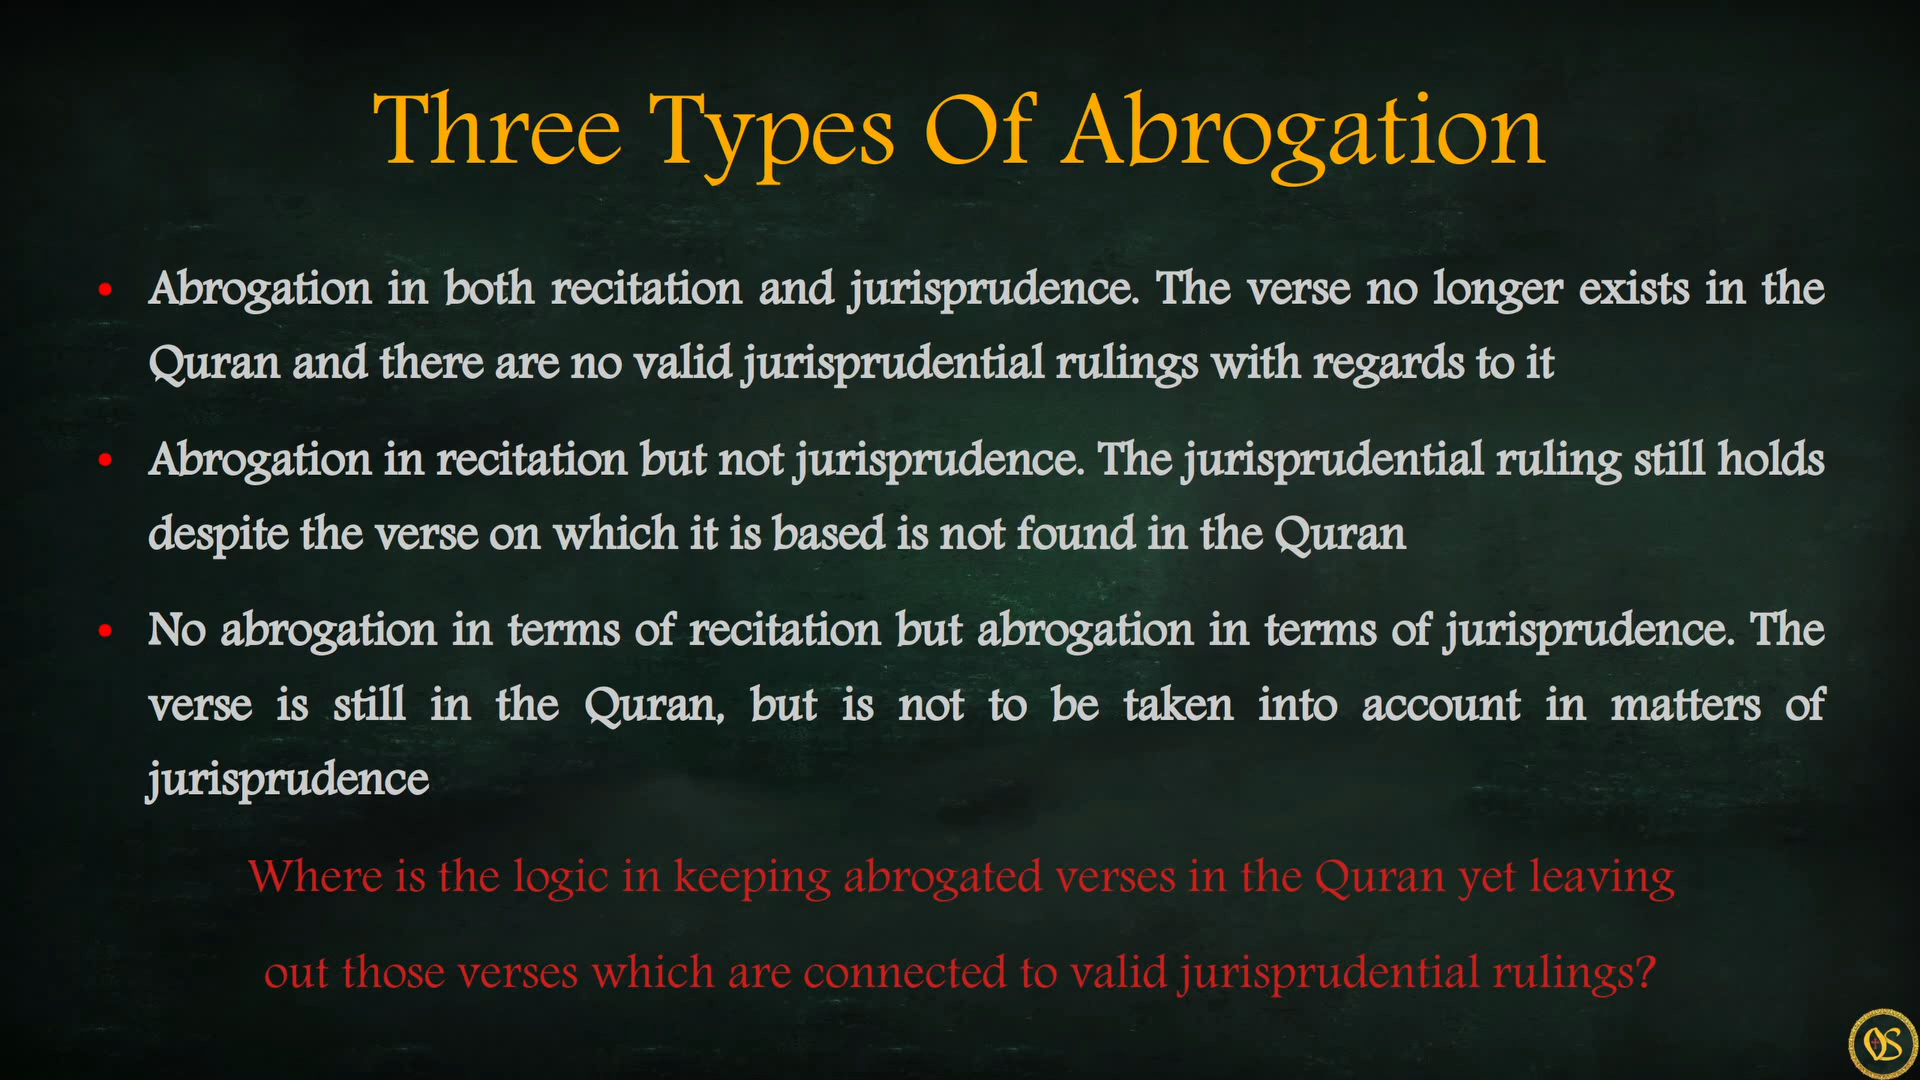 Three Types Of Abrogation
• Abrogation in both recitation and jurisprudence. The verse no longer exists in the
Quran and there are no valid jurisprudential rulings with regards to it
• Abrogation in recitation but not jurisprudence. The jurisprudential ruling still holds
despite the verse on which it is based is not found in the Quran
• No abrogation in terms of recitation but abrogation in terms of jurisprudence. The
verse is still in the Quran, but is not to be taken into account in matters of
jurisprudence
Where is the logic in keeping abrogated verses in the Quran yet leaving
out those verses which are connected to valid jurisprudential rulings?